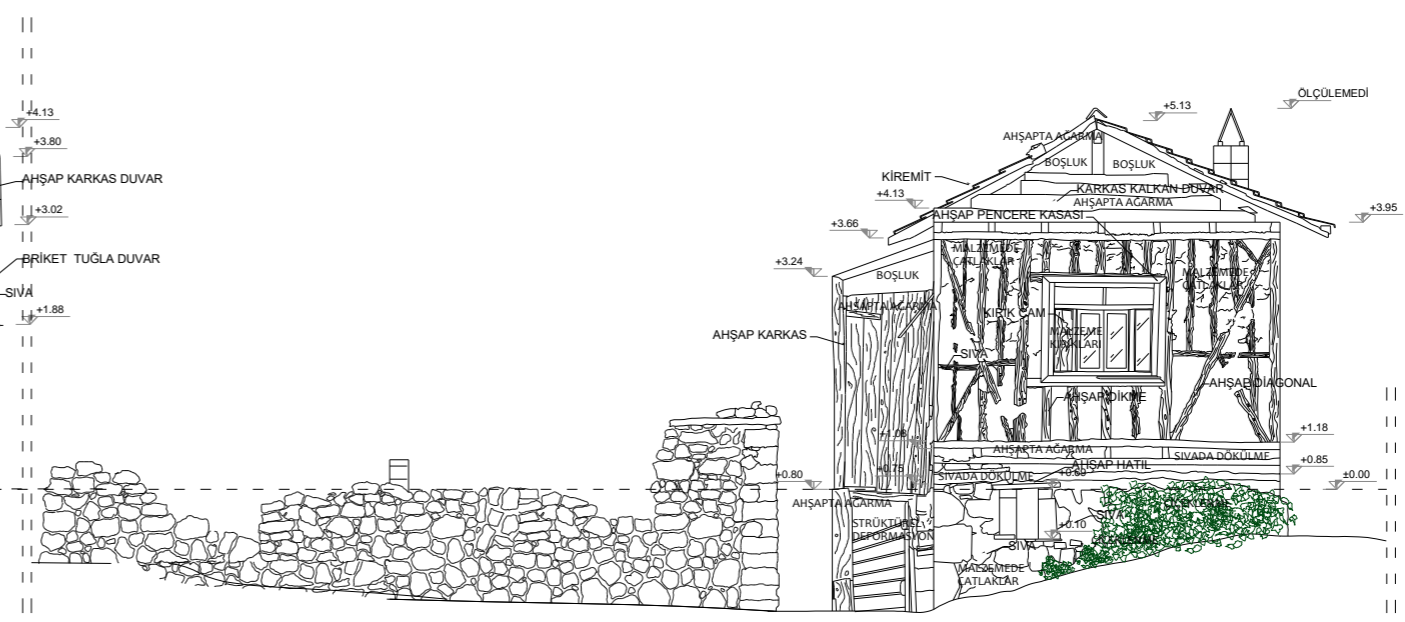 +4.13
+3.80
AHŞAP KARKAS DUVAR
+3.02
BRİKET TUĞLA DUVAR
SIVA
+1.88
ÖLÇÜLEMEDİ
+5.13
AHŞAPTA AĞARMA
BOŞLUK
BOŞLUK
KİREMİT
KARKAS KALKAN DUVAR
+4.13
AHŞAPTA AĞARMA
+3.95
AHŞAP PENCERE KASASI
+3.66
MALZEMEDE
ÇATLAKLAR
+3.24
BOŞLUK
MALZEMEDE
ÇATLAKLAR
AHŞAPTA AĞARMA
KIRIK CAM
AHŞAP KARKAS
MALZEME
KIRIKLARI
SIVA
AHŞAP DİAGONAL
AHŞAP DİKME
+1.08
+1.18
AHŞAPTA AĞARMA
SIVADA DÖKÜLME
AHŞAP HATIL
+0.85
+0.80
+0.75
SIVADA DÖKÜLME
+0.69
±0.00
AHŞAPTA AĞARMA
SIVA
STRÜKTÜREL
DEFORMASYON
+0.10
SIVA
MALZEMEDE
ÇATLAKLAR